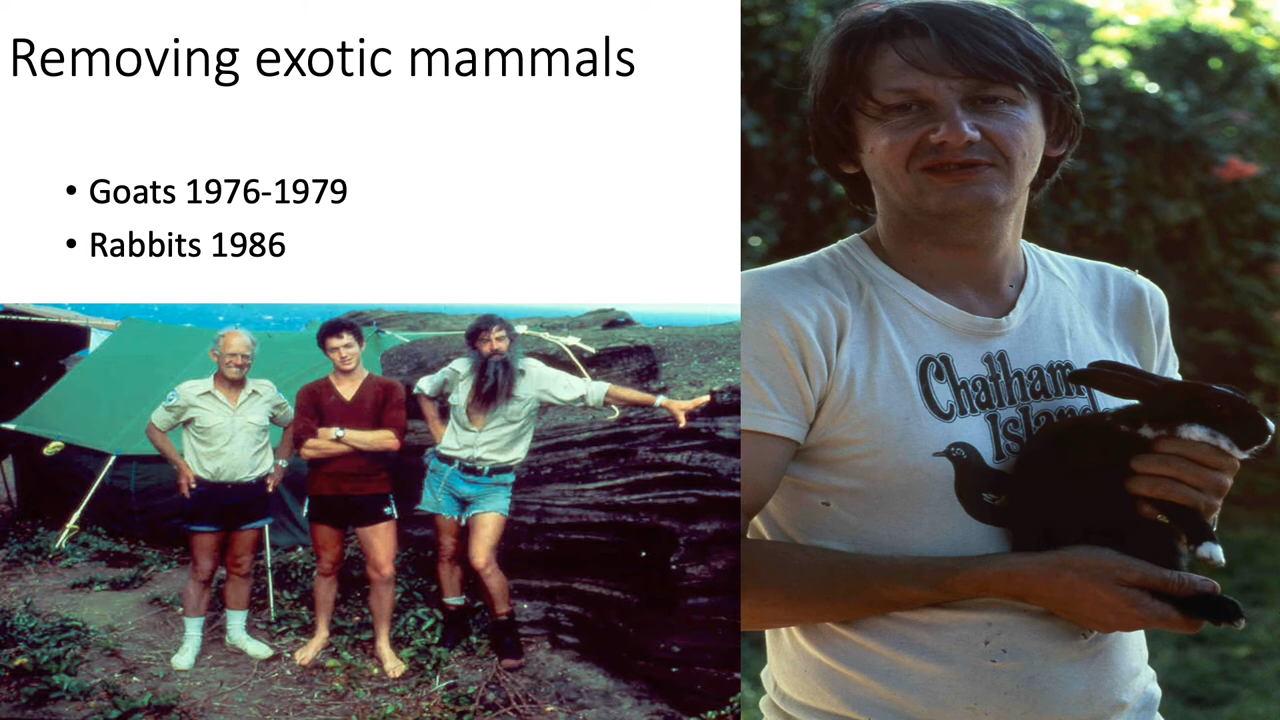 Removing exotic mammals
• Goats 1976-1979
• Rabbits 1986
Chatham
Island